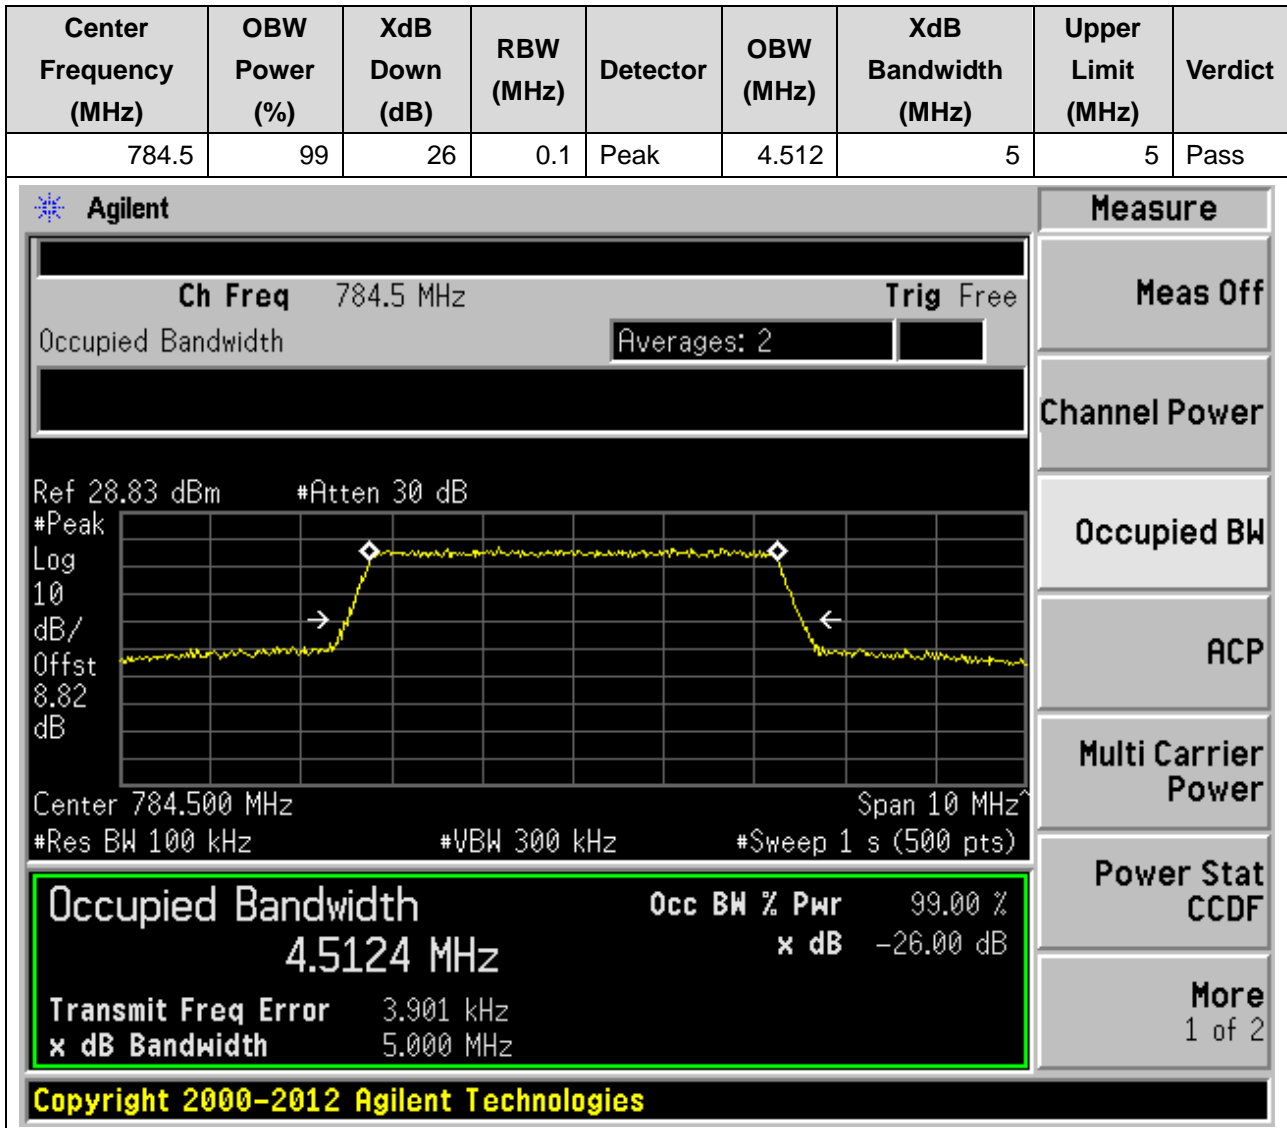 Center Frequency (MHz) OBW Power (%) XdB Down (dB) RBW (MHz) Detector OBW (MHz) XdB Bandwidth (MHz) Upper Limit (MHz) Verdict
784.5 99 26 0.1 Peak 4.512 5 5 Pass
Agilent
Measure
Ch Freq 784.5 MHz Trig Free
Occupied Bandwidth Averages: 2
Meas Off
Channel Power
Occupied BW
ACP
Multi Carrier
Power
Power Stat
CCDF
More
1 of 2
Ref 28.83 dBm #Atten 30 dB
#Peak
Log
10
dB/
Offst
8.82
dB
Center 784.500 MHz Span 10 MHz^
#Res BW 100 kHz #VBW 300 kHz #Sweep 1 s (500 pts)
Occupied Bandwidth Occ BW % Pwr 99.00 %
4.5124 MHz x dB -26.00 dB
Transmit Freq Error 3.901 kHz
x dB Bandwidth 5.000 MHz
Copyright 2000-2012 Agilent Technologies